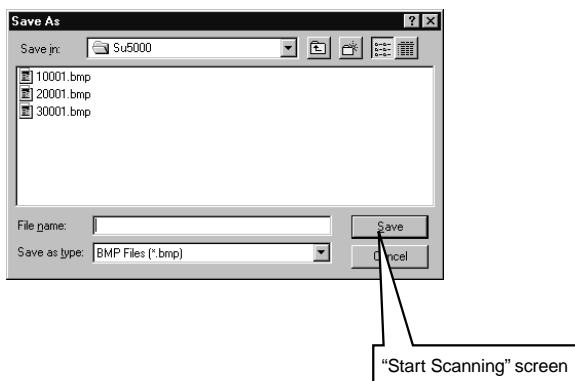 Save As
Save in: Su5000
10001.bmp
20001.bmp
30001.bmp
File name: Save
Save as type: BMP Files (*.bmp) Cancel
“Start Scanning” screen